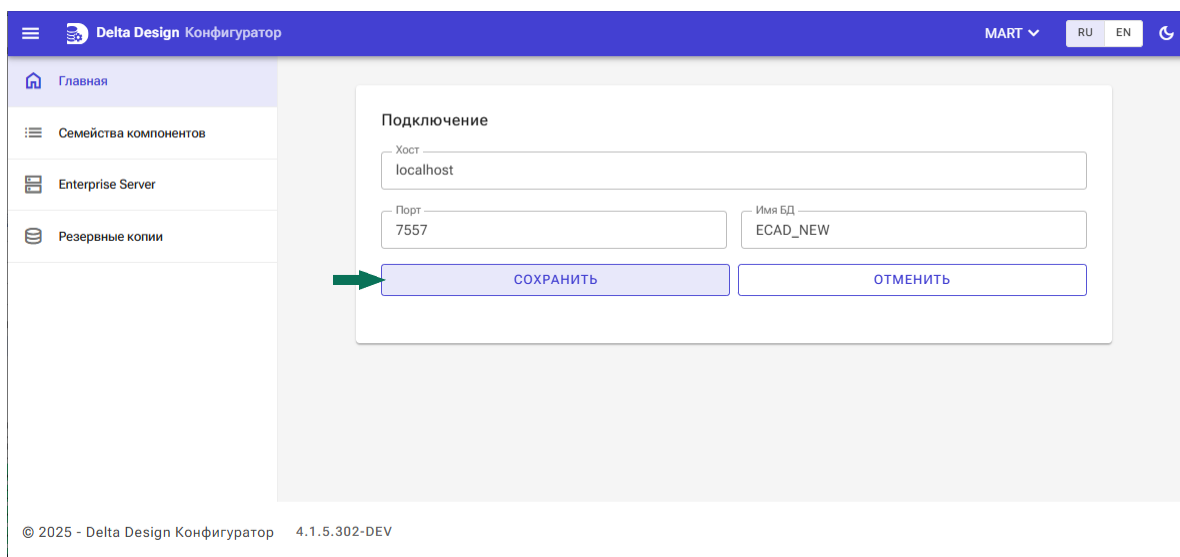 Delta Design Конфигуратор MART RU EN
Главная
Семейства компонентов
Enterprise Server
Резервные копии
Подключение
Хост
localhost
Порт
7557
Имя БД
ECAD_NEW
СОХРАНИТЬ
ОТМЕНИТЬ
© 2025 - Delta Design Конфигуратор 4.1.5.302-DEV